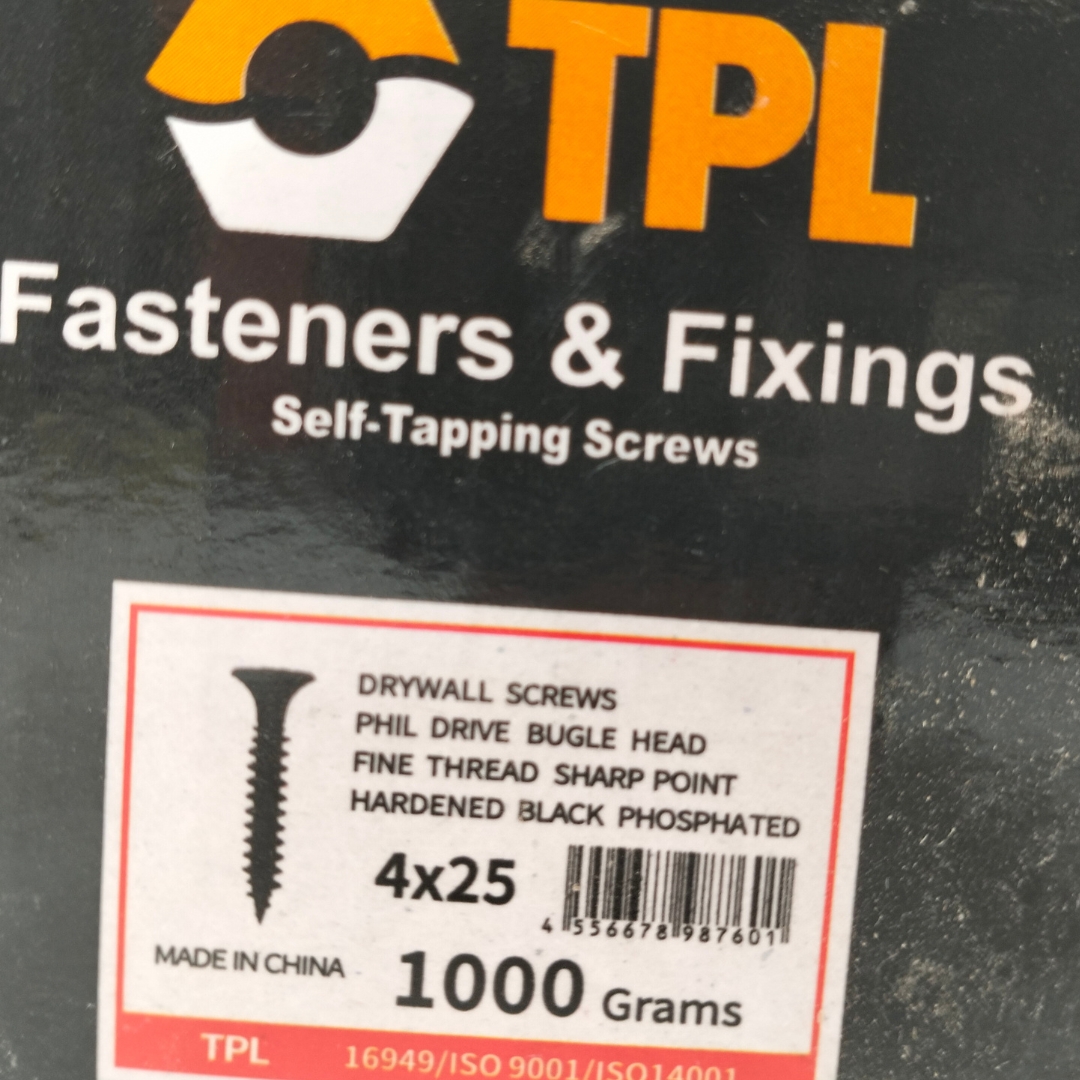 TPL
Fasteners & Fixings
Self-Tapping Screws
DRYWALL SCREWS
PHIL DRIVE BUGLE HEAD
FINE THREAD SHARP POINT
HARDENED BLACK PHOSPHATED
4x25
4 556678 987601
MADE IN CHINA
1000 Grams
TPL 16949/ISO 9001/ISO14001